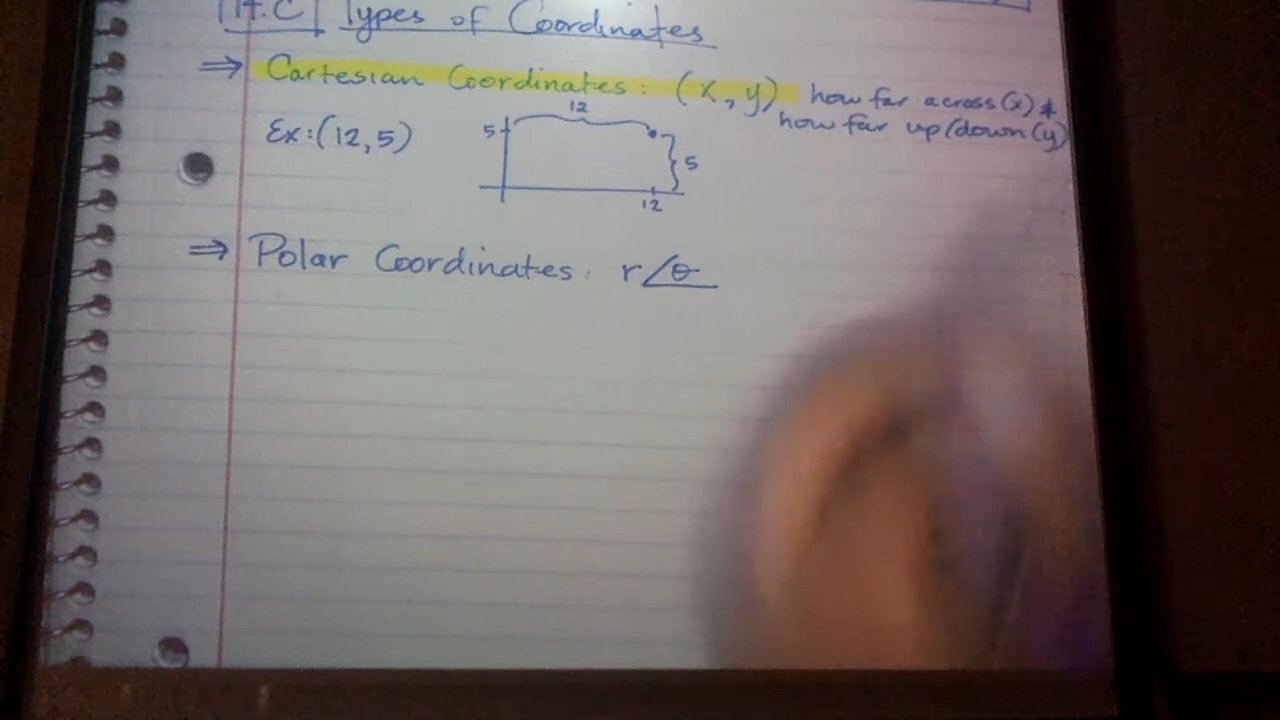 Types of Coordinates
⇒ Cartesian Coordinates: (x, y) how far across (x) &
how far up/down (y)
Ex: (12, 5)
12
5
5
12
⇒ Polar Coordinates: r∠θ